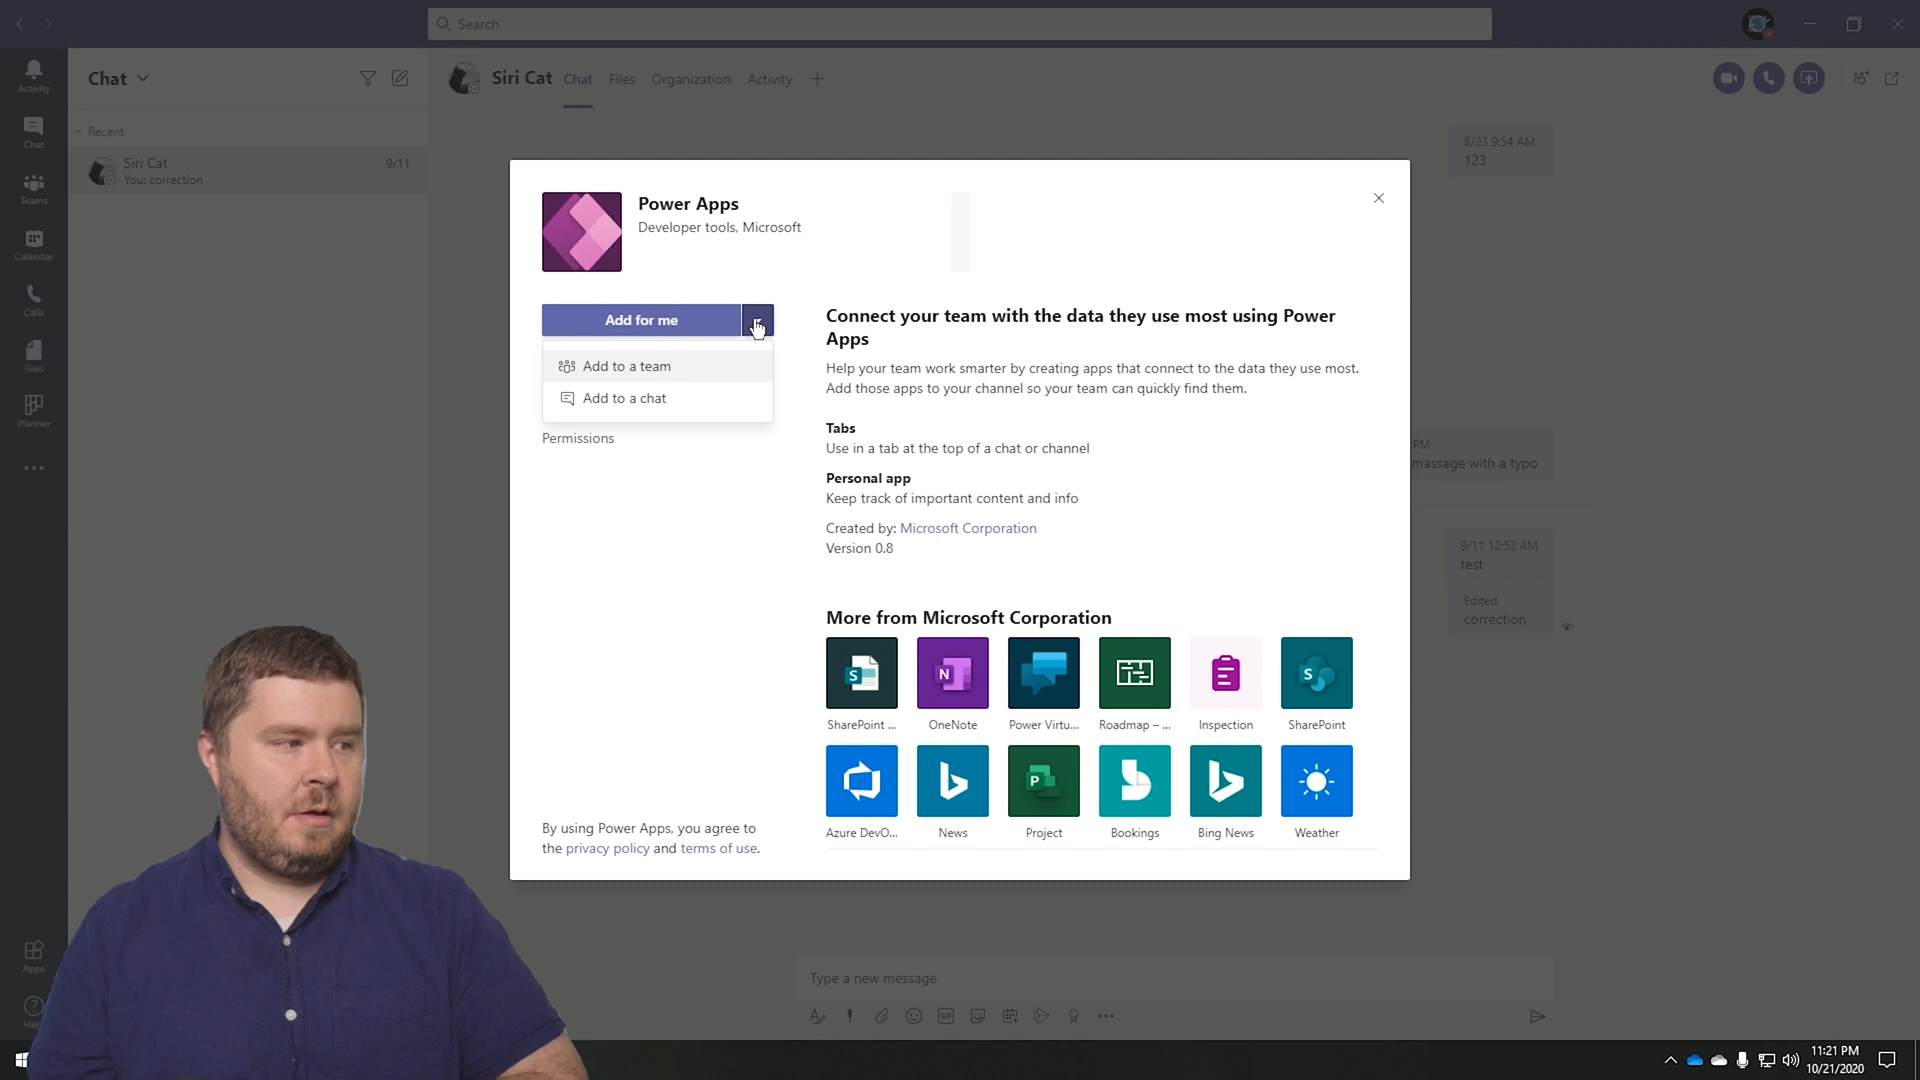 Search
Activity
Chat
Teams
Calendar
Calls
Files
Planner
Apps
Chat
Recent
Siri Cat
9/11
You: correction
Siri Cat
Chat
Files
Organization
Activity
8/23 9:54 AM
123
PM
massage with a typo
9/11 12:53 AM
test
Edited
correction
Power Apps
Developer tools, Microsoft
Add for me
Add to a team
Add to a chat
Permissions
By using Power Apps, you agree to
the privacy policy and terms of use.
Connect your team with the data they use most using Power
Apps
Help your team work smarter by creating apps that connect to the data they use most.
Add those apps to your channel so your team can quickly find them.
Tabs
Use in a tab at the top of a chat or channel
Personal app
Keep track of important content and info
Created by: Microsoft Corporation
Version 0.8
More from Microsoft Corporation
SharePoint ...
OneNote
Power Virtu...
Roadmap – ...
Inspection
SharePoint
Azure DevO...
News
Project
Bookings
Bing News
Weather
Type a new message
GIF
11:21 PM
10/21/2020